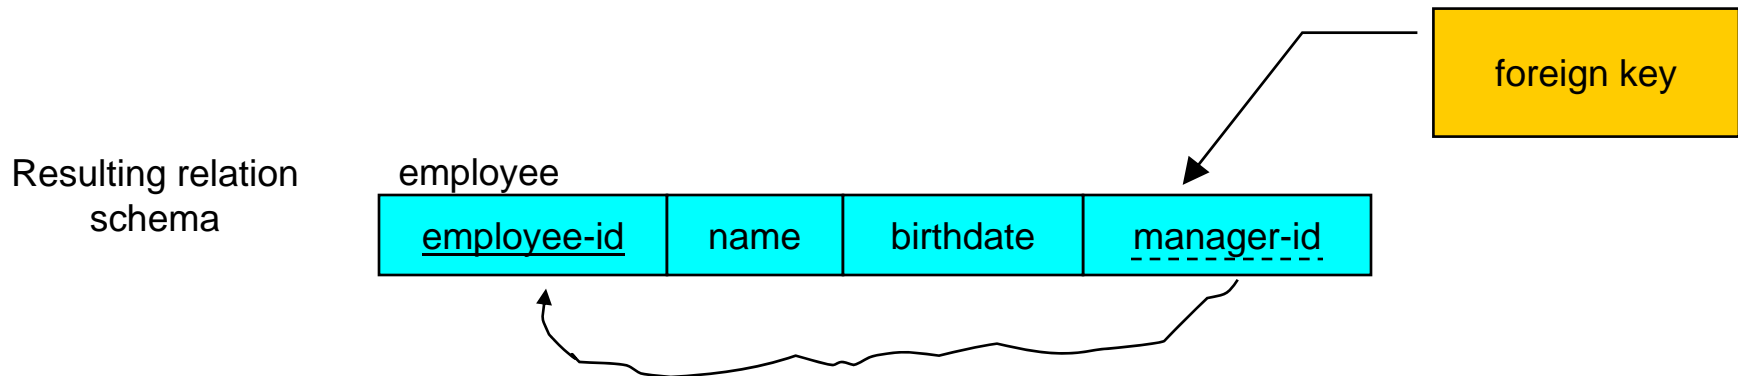 foreign key
Resulting relation
schema
employee
employee-id name birthdate manager-id